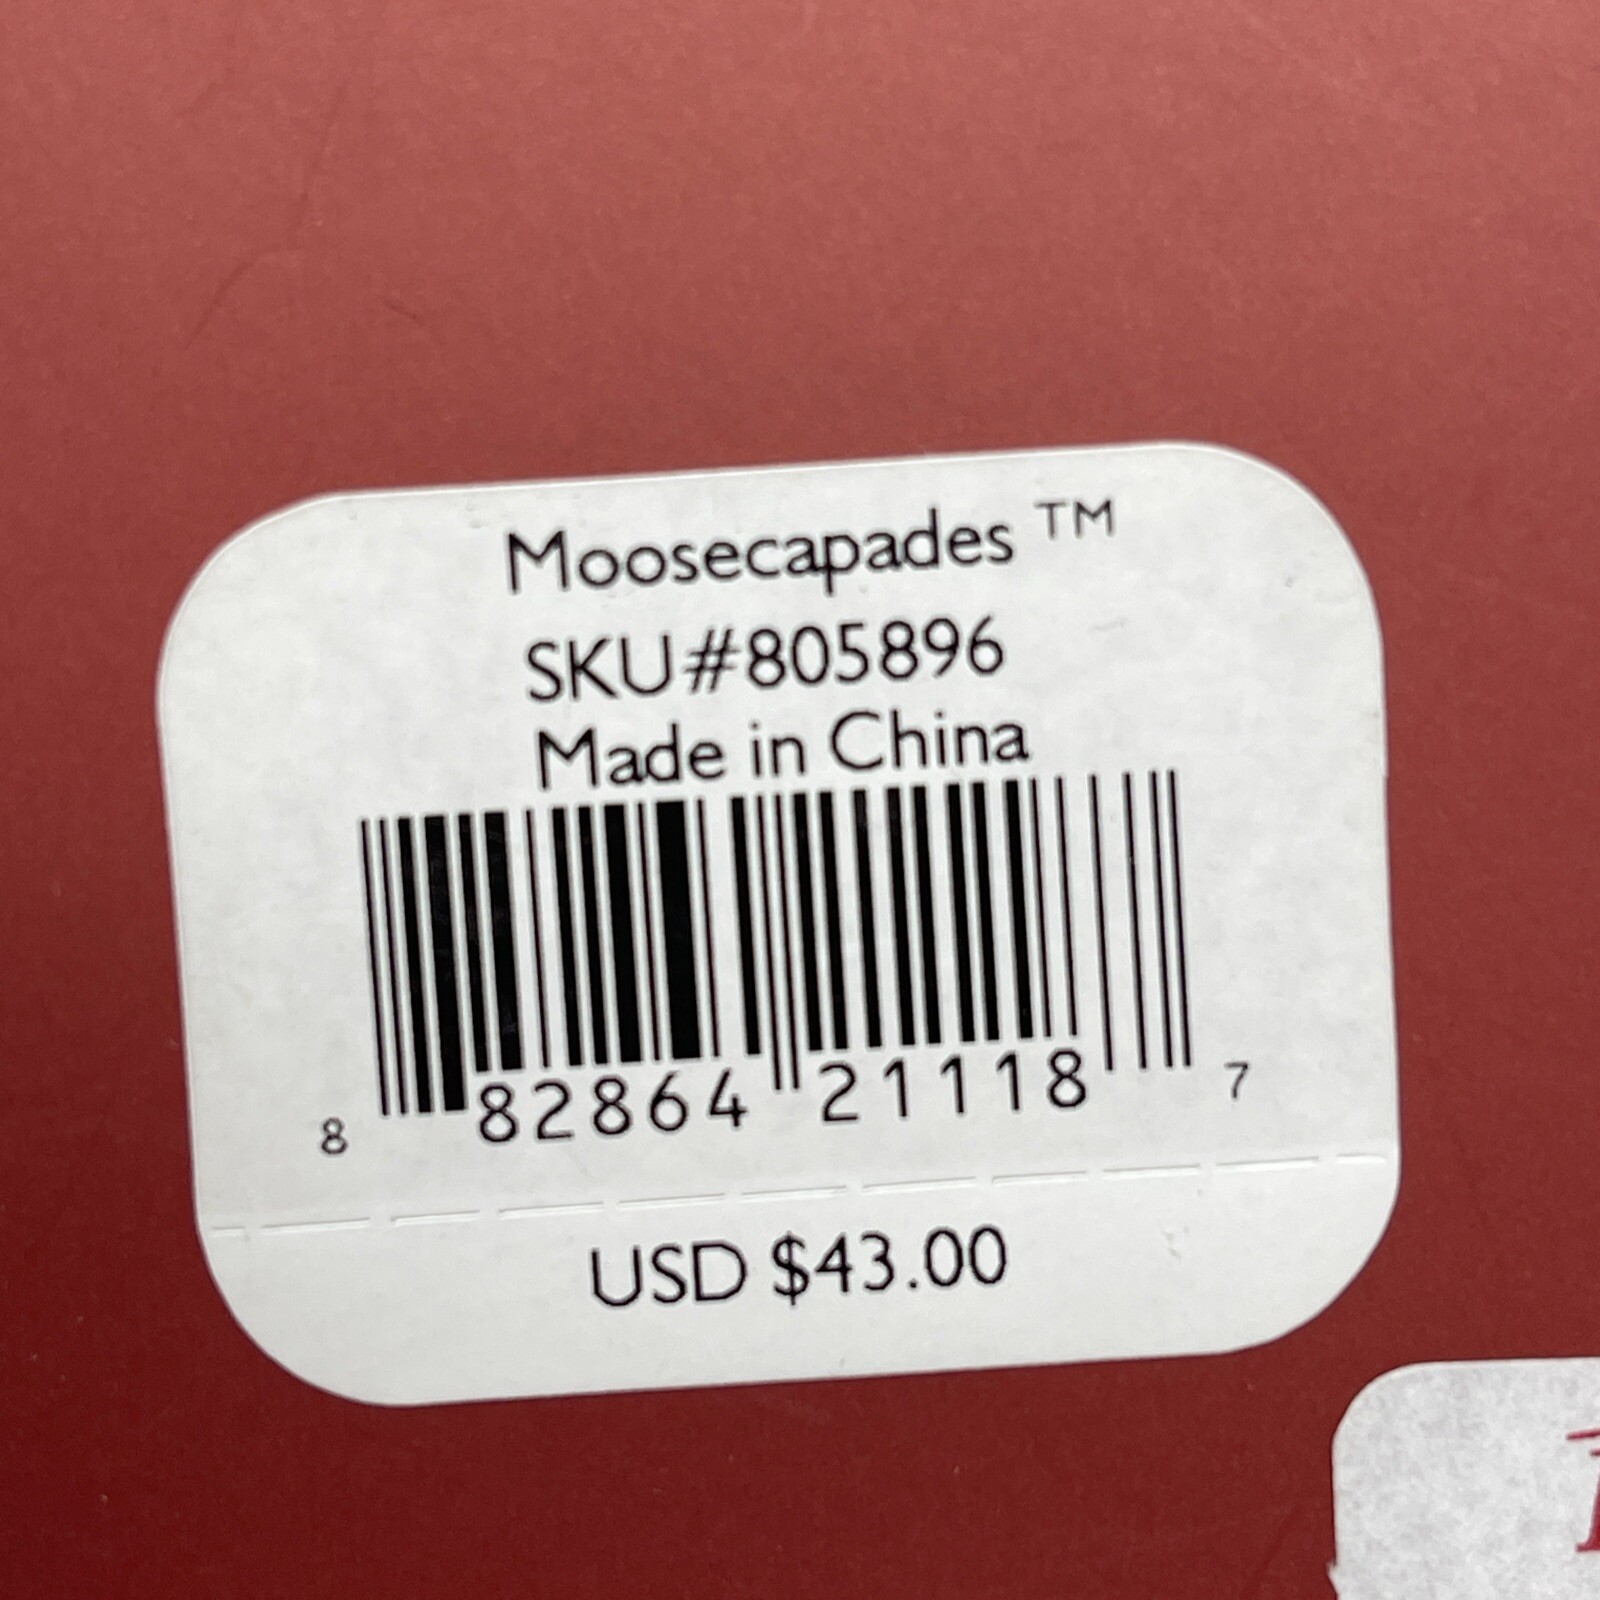 Moosecapades ™
SKU#805896
Made in China
8 82864 21118 7
USD $43.00